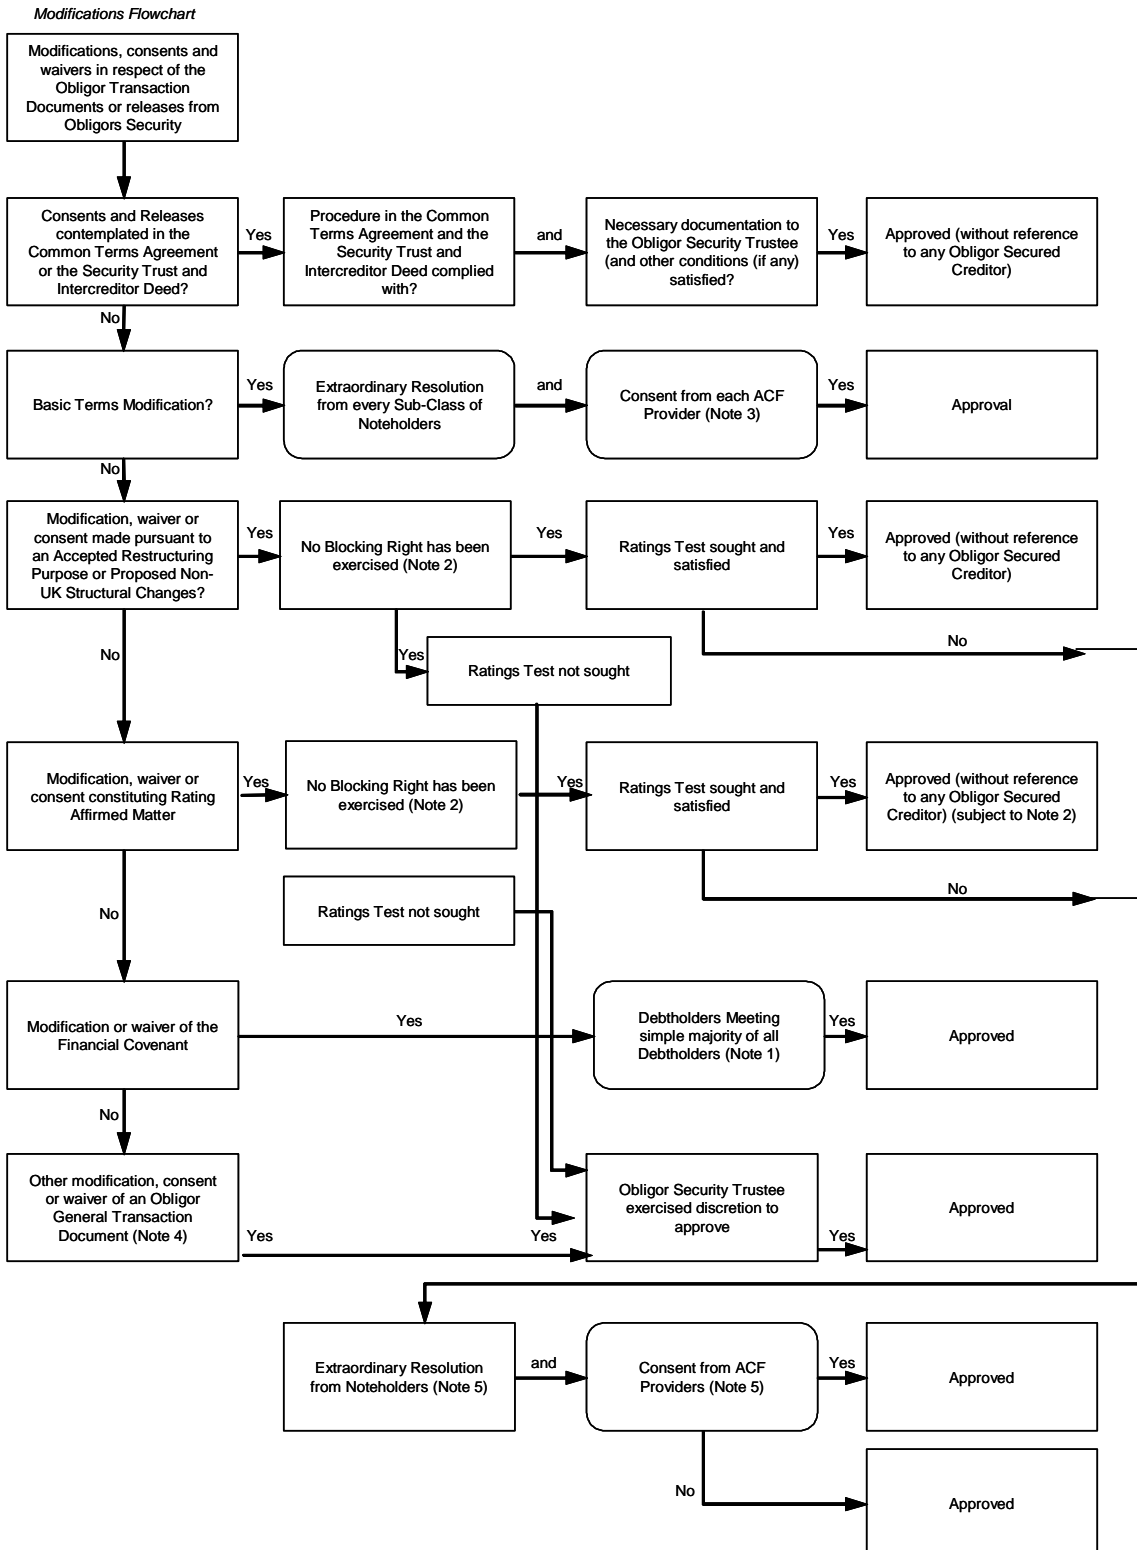 Modifications Flowchart
Modifications, consents and
waivers in respect of the
Obligor Transaction
Documents or releases from
Obligors Security
Consents and Releases
contemplated in the
Common Terms Agreement
or the Security Trust and
Intercreditor Deed?
Yes
Procedure in the Common
Terms Agreement and the
Security Trust and
Intercreditor Deed complied
with?
and
Necessary documentation to
the Obligor Security Trustee
(and other conditions (if any)
satisfied?
Yes
Approved (without reference
to any Obligor Secured
Creditor)
No
Basic Terms Modification?
Yes
Extraordinary Resolution
from every Sub-Class of
Noteholders
and
Consent from each ACF
Provider (Note 3)
Yes
Approval
No
Modification, waiver or
consent made pursuant to
an Accepted Restructuring
Purpose or Proposed Non-
UK Structural Changes?
Yes
No Blocking Right has been
exercised (Note 2)
Yes
Ratings Test sought and
satisfied
Yes
Approved (without reference
to any Obligor Secured
Creditor)
No
Yes
Ratings Test not sought
No
Modification, waiver or
consent constituting Rating
Affirmed Matter
Yes
No Blocking Right has been
exercised (Note 2)
Yes
Ratings Test sought and
satisfied
Yes
Approved (without reference
to any Obligor Secured
Creditor) (subject to Note 2)
No
Ratings Test not sought
No
Modification or waiver of the
Financial Covenant
Yes
Debtholders Meeting
simple majority of all
Debtholders (Note 1)
Yes
Approved
No
Other modification, consent
or waiver of an Obligor
General Transaction
Document (Note 4)
Yes
Yes
Obligor Security Trustee
exercised discretion to
approve
Yes
Approved
Extraordinary Resolution
from Noteholders (Note 5)
and
Consent from ACF
Providers (Note 5)
Yes
Approved
No
Approved